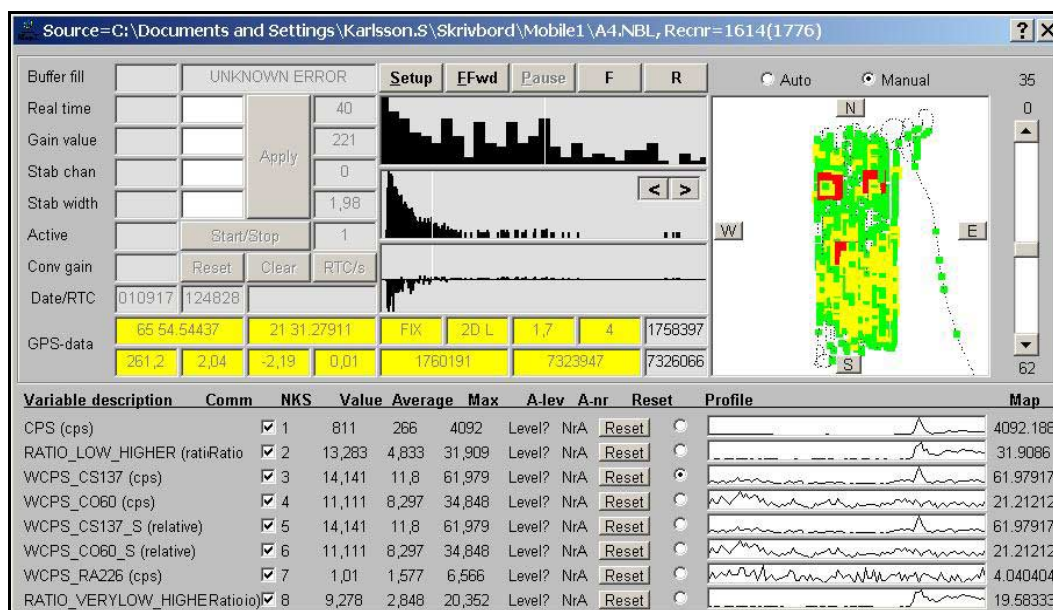 Source=C:\Documents and Settings\Karlsson.S\Skrivbord\Mobile1\A4.NBL, Recnr=1614(1776) ? X
Buffer fill UNKNOWN ERROR Setup FFwd Pause F R Auto Manual 35
Real time 40 N 0
Gain value Apply 221
Stab chan 0
Stab width 1,98 < >
Active Start/Stop 1 W E
Conv gain Reset Clear RTC/s
Date/RTC 010917 124828
GPS-data 65 54.54437 21 31.27911 FIX 2D L 1,7 4 1758397
261,2 2,04 -2,19 0,01 1760191 7323947 7326066 S 62
Variable description Comm NKS Value Average Max A-lev A-nr Reset Profile Map
CPS (cps) 1 811 266 4092 Level? NrA Reset 4092.188
RATIO_LOW_HIGHER (ratiRatio 2 13,283 4,833 31,909 Level? NrA Reset 31.9086
WCPS_CS137 (cps) 3 14,141 11,8 61,979 Level? NrA Reset 61.97917
WCPS_CO60 (cps) 4 11,111 8,297 34,848 Level? NrA Reset 21.21212
WCPS_CS137_S (relative) 5 14,141 11,8 61,979 Level? NrA Reset 61.97917
WCPS_CO60_S (relative) 6 11,111 8,297 34,848 Level? NrA Reset 21.21212
WCPS_RA226 (cps) 7 1,01 1,577 6,566 Level? NrA Reset 4.040404
RATIO_VERYLOW_HIGHERatioio) 8 9,278 2,848 20,352 Level? NrA Reset 19.58333